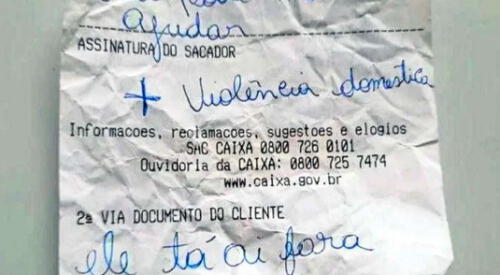 ajudar
ASSINATURA DO SACADOR
+ Violência domestica
Informacoes, reclamacoes, sugestoes e elogios
SAC CAIXA 0800 726 0101
Ouvidoria da CAIXA: 0800 725 7474
www.caixa.gov.br
2ª VIA DOCUMENTO DO CLIENTE
ele tá ai fora